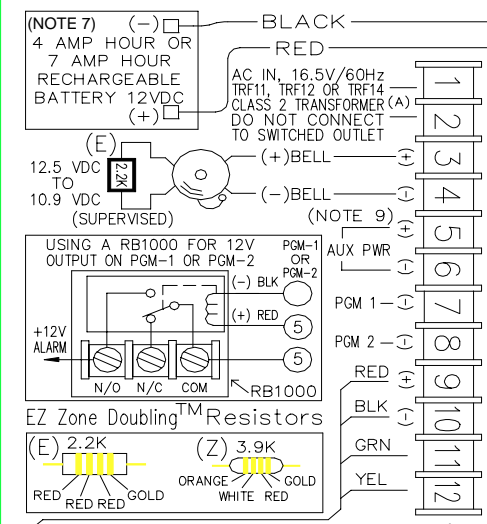 (NOTE 7) (-)
4 AMP HOUR OR
7 AMP HOUR
RECHARGEABLE
BATTERY 12VDC
(+)
BLACK
RED
AC IN, 16.5V/60Hz
TRF11, TRF12 OR TRF14
CLASS 2 TRANSFORMER (A)
DO NOT CONNECT
TO SWITCHED OUTLET
(E)
2.2K
12.5 VDC
TO
10.9 VDC
(SUPERVISED)
(+)BELL
(-)BELL
(NOTE 9)
AUX PWR
PGM 1
PGM 2
RED
BLK
GRN
YEL
(+)
(-)
(+)
(-)
(-)
(-)
(+)
(-)
1
2
3
4
5
6
7
8
9
10
11
12
USING A RB1000 FOR 12V
OUTPUT ON PGM-1 OR PGM-2
PGM-1
OR
PGM-2
(-) BLK
(+) RED
5
5
+12V
ALARM
N/O N/C COM
RB1000
EZ Zone Doubling™ Resistors
(E) 2.2K
RED RED RED GOLD
(Z) 3.9K
ORANGE WHITE RED GOLD